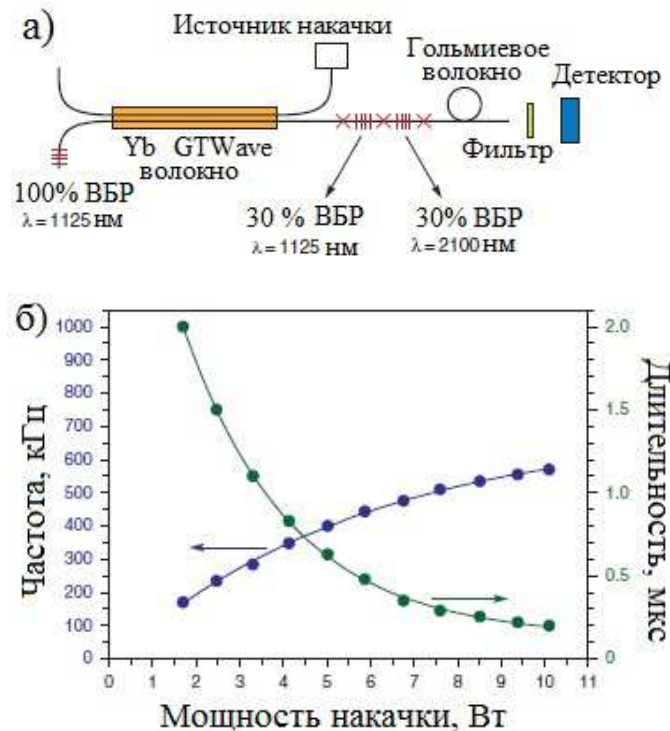 а)
Источник накачки
Гольмиевое
волокно
Детектор
Yb GTWave
волокно
Фильтр
100% ВБР
λ = 1125 нм
30 % ВБР
λ = 1125 нм
30% ВБР
λ = 2100 нм
б)
Частота, кГц
1000
900
800
700
600
500
400
300
200
100
0
2.0
1.5
1.0
0.5
0
Длительность, мкс
0 1 2 3 4 5 6 7 8 9 10 11
Мощность накачки, Вт